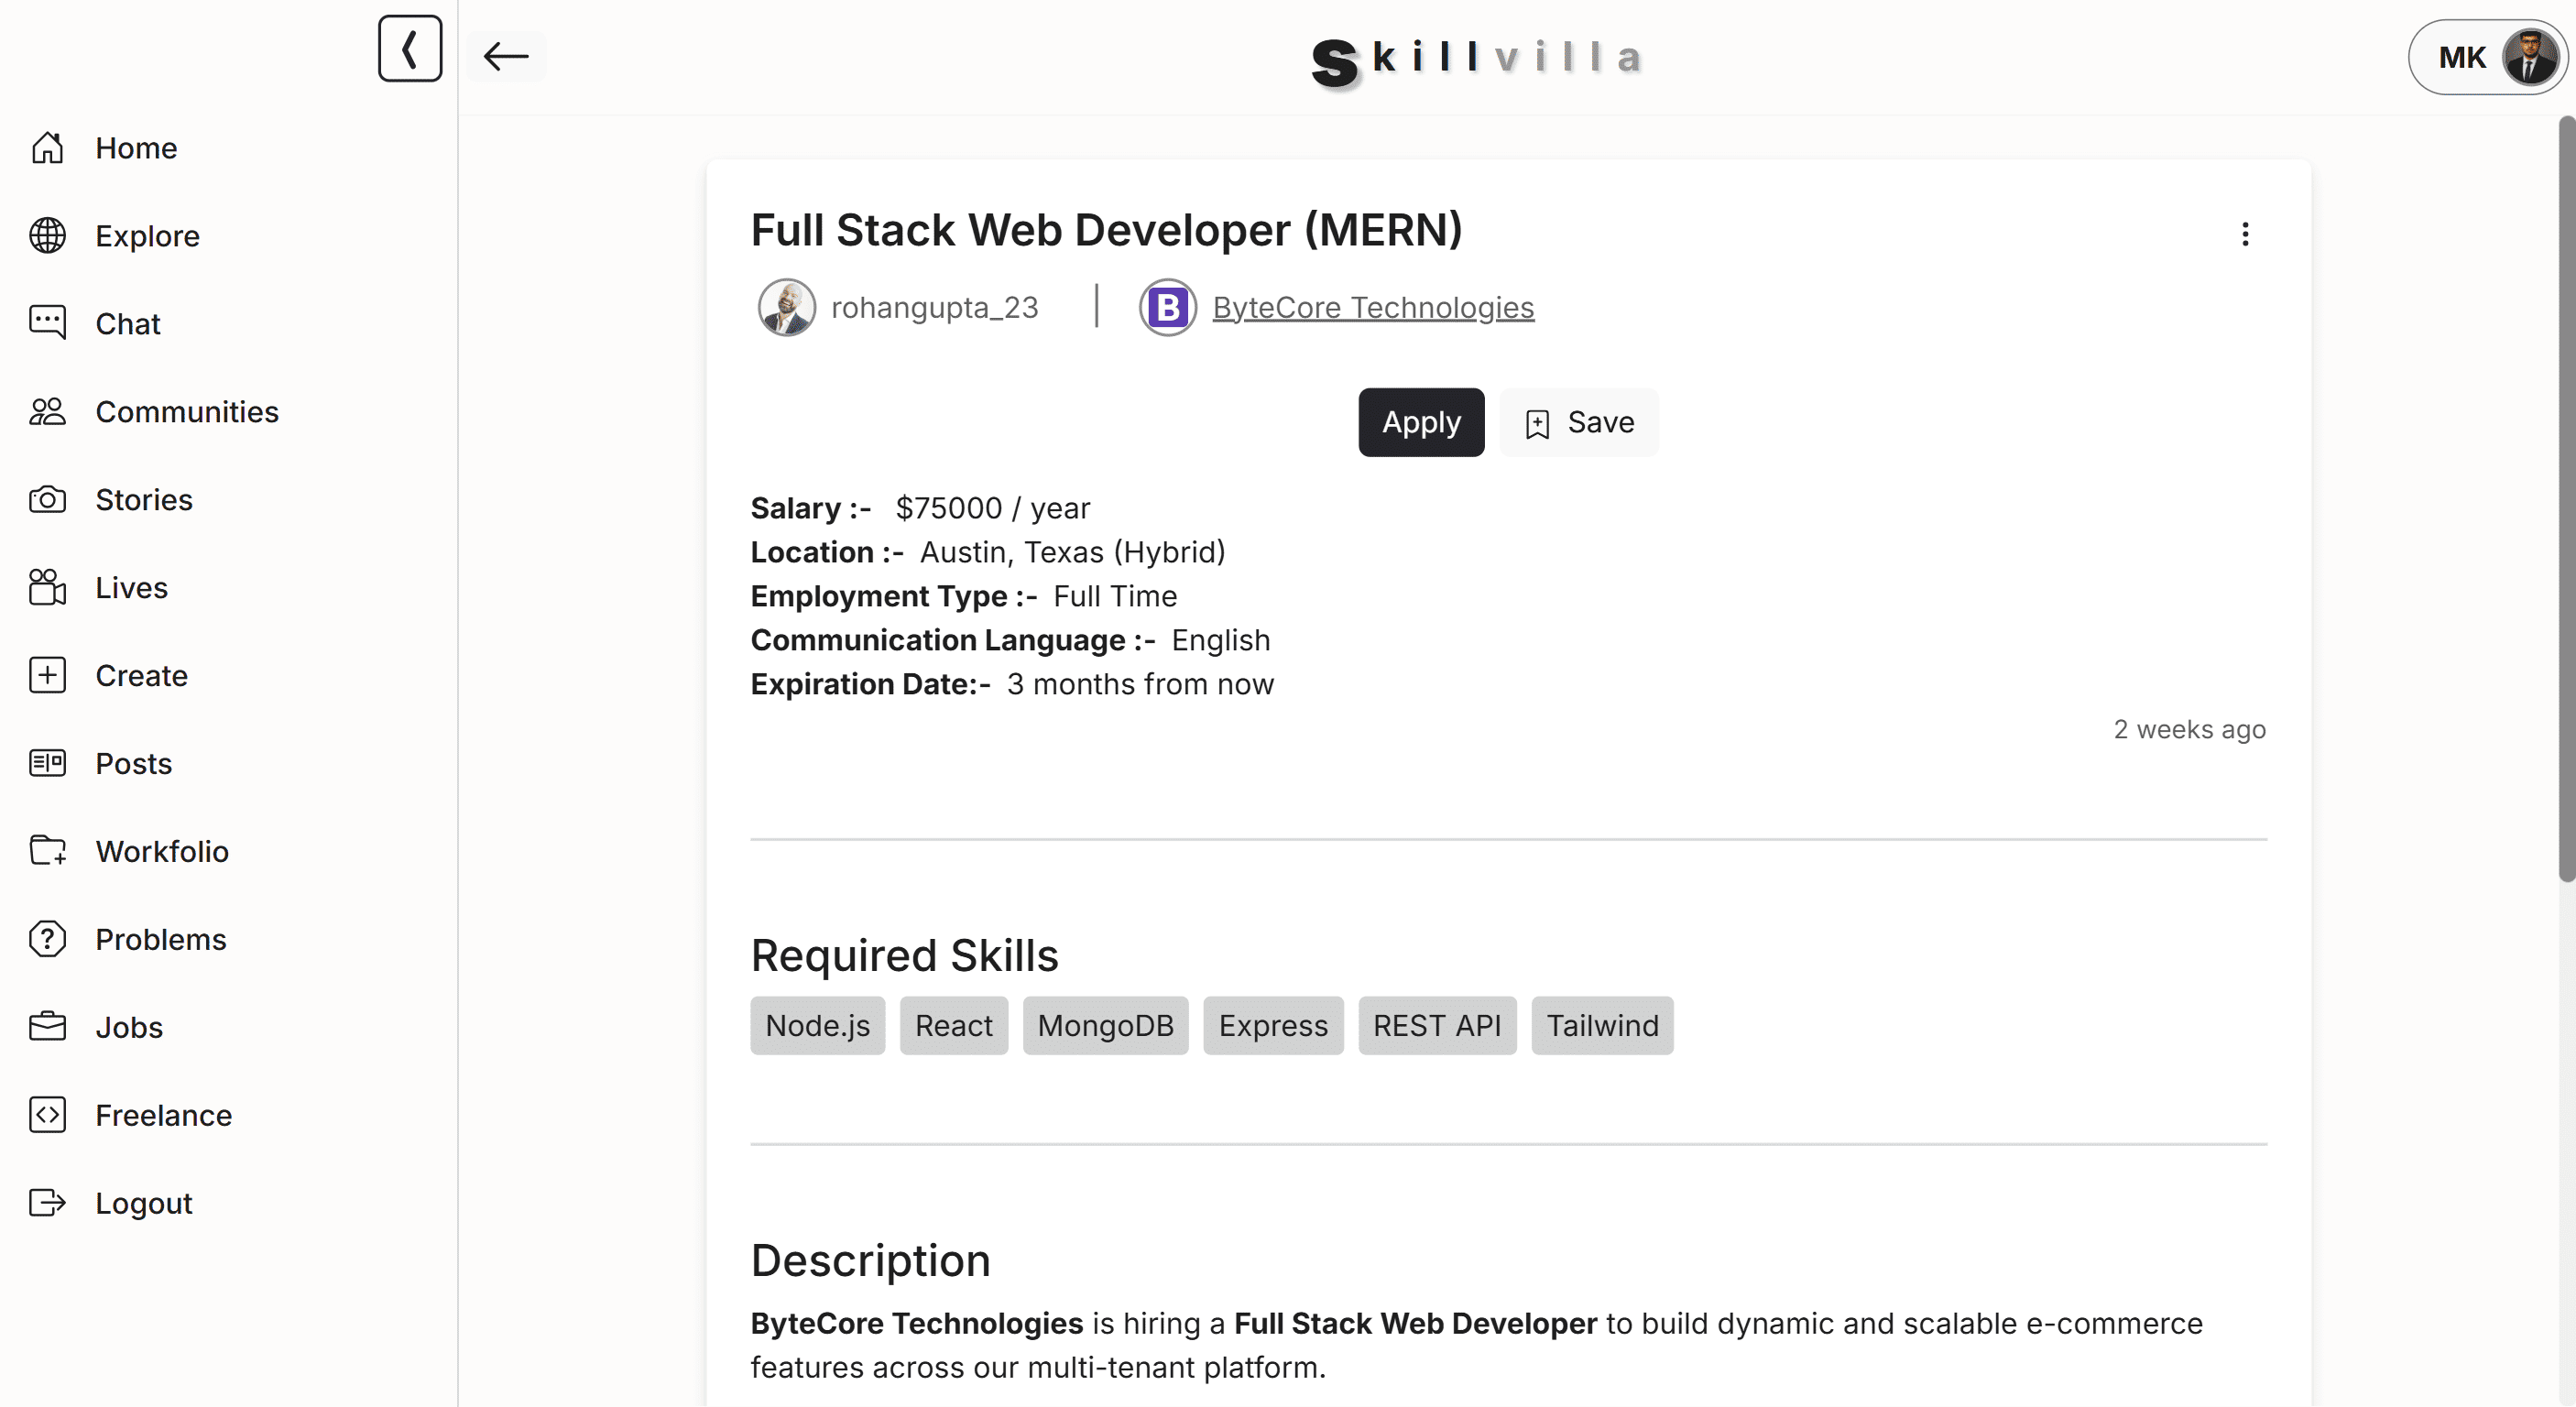 skillvilla
MK
Home
Explore
Chat
Communities
Stories
Lives
Create
Posts
Workfolio
Problems
Jobs
Freelance
Logout
Full Stack Web Developer (MERN)
rohangupta_23 | B ByteCore Technologies
Apply Save
Salary :- $75000 / year
Location :- Austin, Texas (Hybrid)
Employment Type :- Full Time
Communication Language :- English
Expiration Date:- 3 months from now
2 weeks ago
Required Skills
Node.js React MongoDB Express REST API Tailwind
Description
ByteCore Technologies is hiring a Full Stack Web Developer to build dynamic and scalable e-commerce
features across our multi-tenant platform.